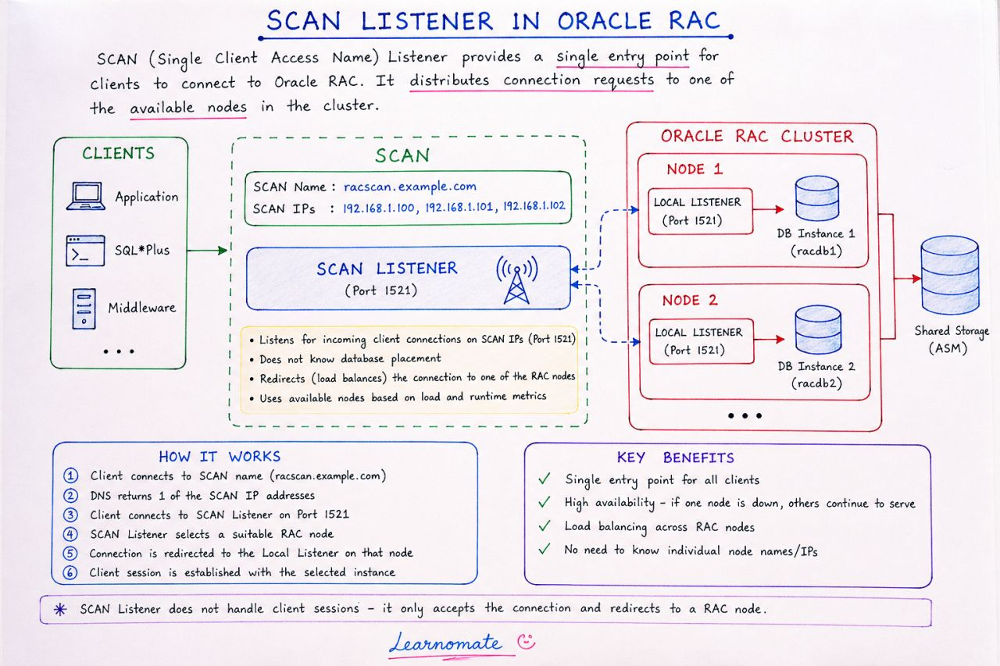 SCAN LISTENER IN ORACLE RAC
SCAN (Single Client Access Name) Listener provides a single entry point for
clients to connect to Oracle RAC. It distributes connection requests to one of
the available nodes in the cluster.
CLIENTS
Application
SQL*Plus
Middleware
...
SCAN
SCAN Name : racscan.example.com
SCAN IPs : 192.168.1.100, 192.168.1.101, 192.168.1.102
SCAN LISTENER
(Port 1521)
• Listens for incoming client connections on SCAN IPs (Port 1521)
• Does not know database placement
• Redirects (load balances) the connection to one of the RAC nodes
• Uses available nodes based on load and runtime metrics
ORACLE RAC CLUSTER
NODE 1
LOCAL LISTENER
(Port 1521)
DB Instance 1
(racdb1)
NODE 2
LOCAL LISTENER
(Port 1521)
DB Instance 2
(racdb2)
...
Shared Storage
(ASM)
HOW IT WORKS
1 Client connects to SCAN name (racscan.example.com)
2 DNS returns 1 of the SCAN IP addresses
3 Client connects to SCAN Listener on Port 1521
4 SCAN Listener selects a suitable RAC node
5 Connection is redirected to the Local Listener on that node
6 Client session is established with the selected instance
KEY BENEFITS
✓ Single entry point for all clients
✓ High availability – if one node is down, others continue to serve
✓ Load balancing across RAC nodes
✓ No need to know individual node names/IPs
* SCAN Listener does not handle client sessions – it only accepts the connection and redirects to a RAC node.
Learnomate